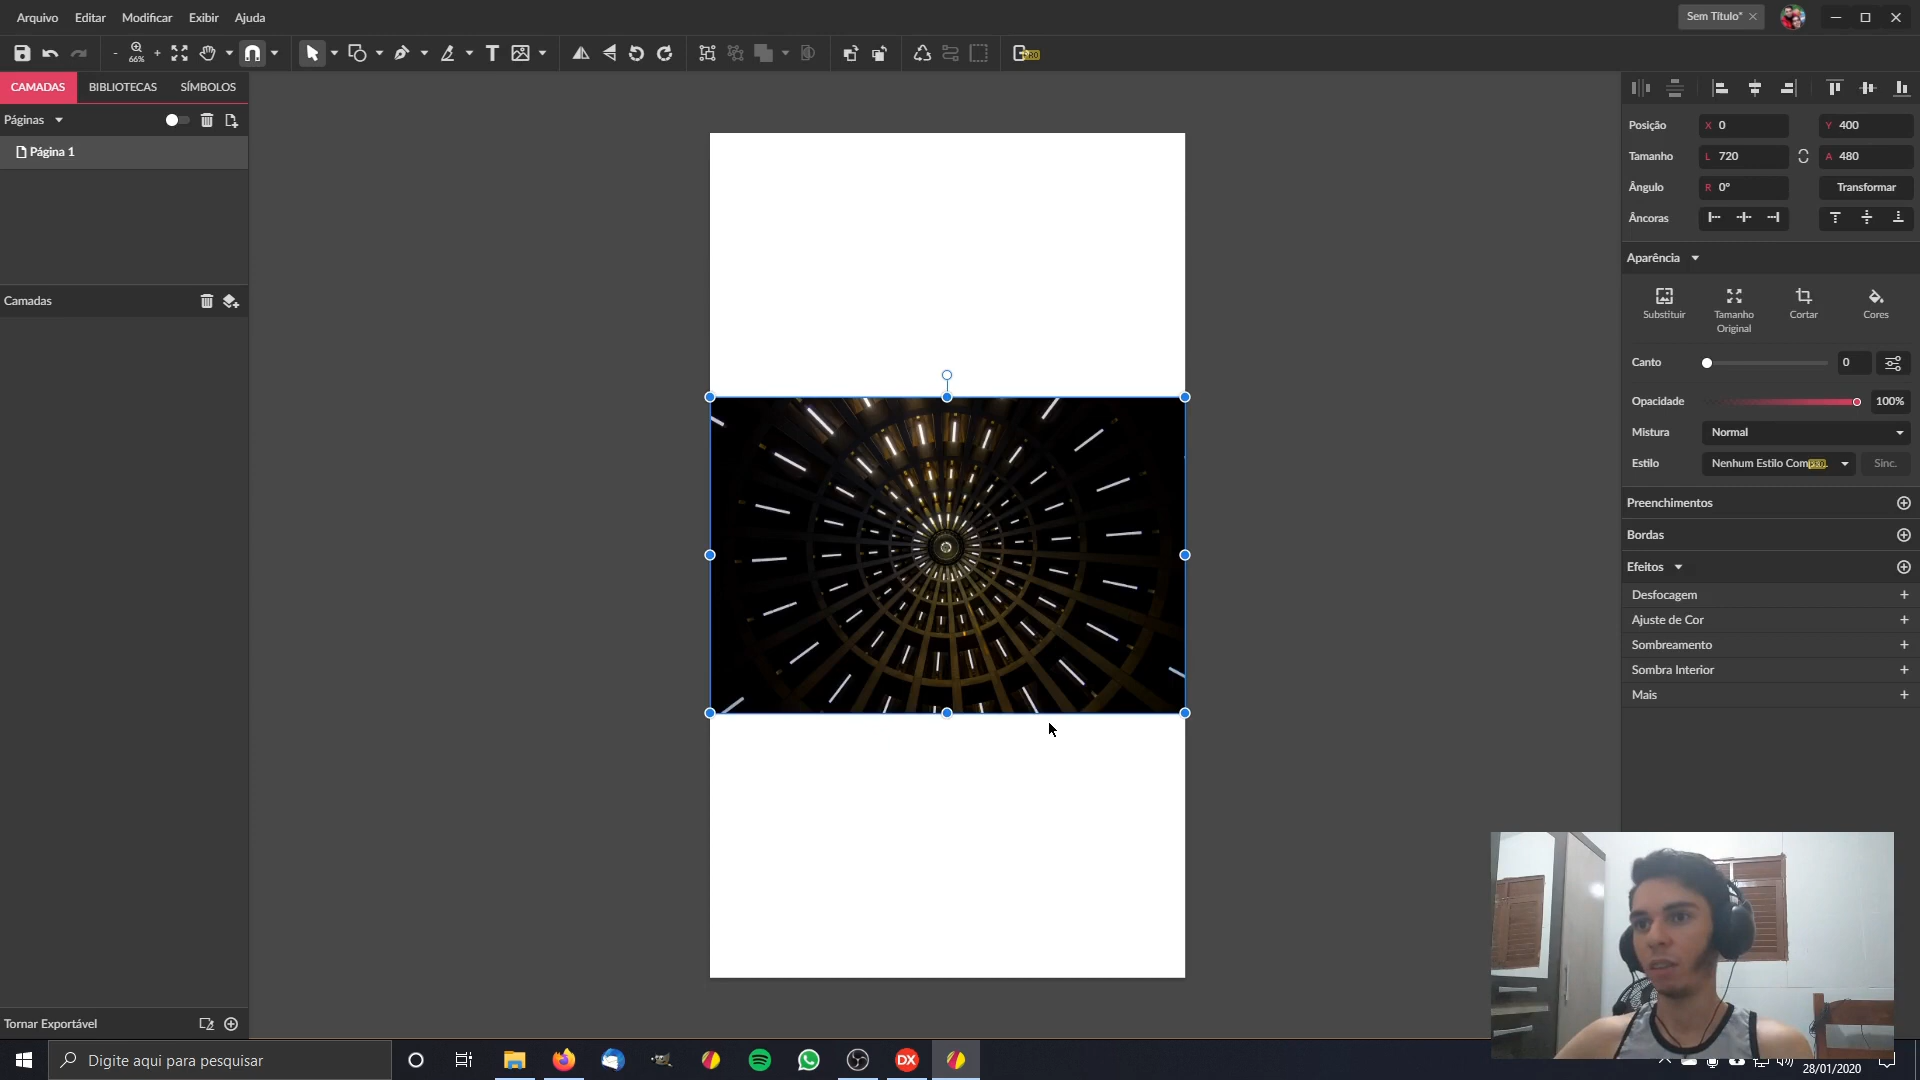 Arquivo Editar Modificar Exibir Ajuda
Sem Título*
66%
PRO
CAMADAS BIBLIOTECAS SÍMBOLOS
Páginas
Página 1
Camadas
Tornar Exportável
Posição X 0 Y 400
Tamanho L 720 A 480
Ângulo R 0° Transformar
Âncoras
Aparência
Substituir Tamanho Original Cortar Cores
Canto 0
Opacidade 100%
Mistura Normal
Estilo Nenhum Estilo Comp PRO Sinc.
Preenchimentos
Bordas
Efeitos
Desfocagem
Ajuste de Cor
Sombreamento
Sombra Interior
Mais
Digite aqui para pesquisar
DX
28/01/2020